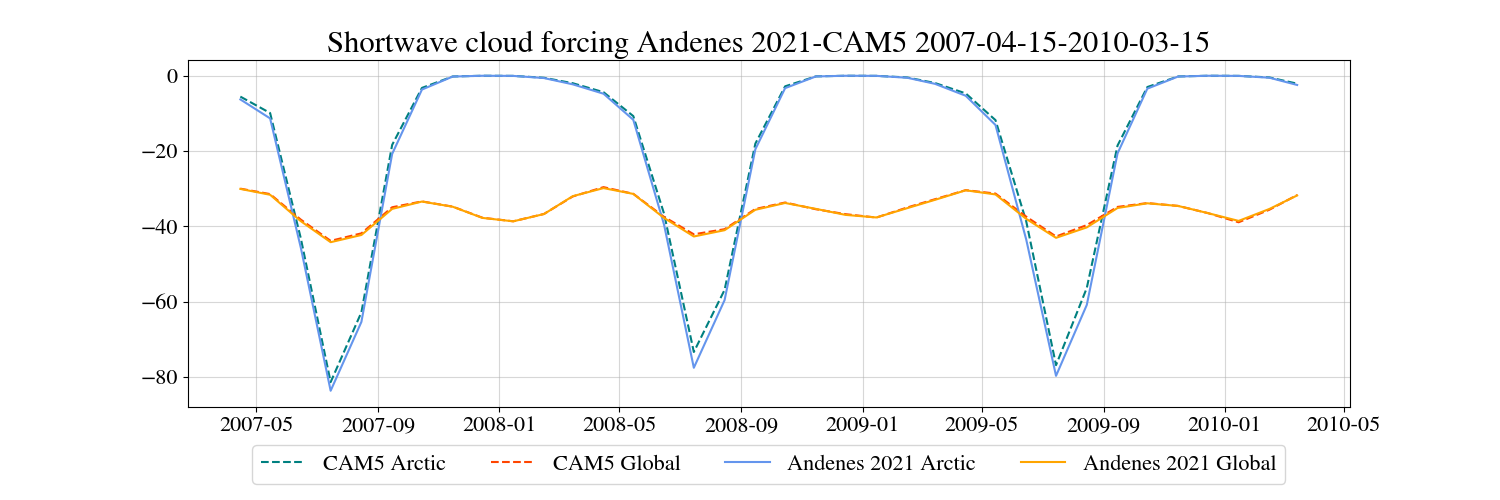 Shortwave cloud forcing Andenes 2021-CAM5 2007-04-15-2010-03-15
0
−20
−40
−60
−80
2007-05 2007-09 2008-01 2008-05 2008-09 2009-01 2009-05 2009-09 2010-01 2010-05
CAM5 Arctic CAM5 Global Andenes 2021 Arctic Andenes 2021 Global